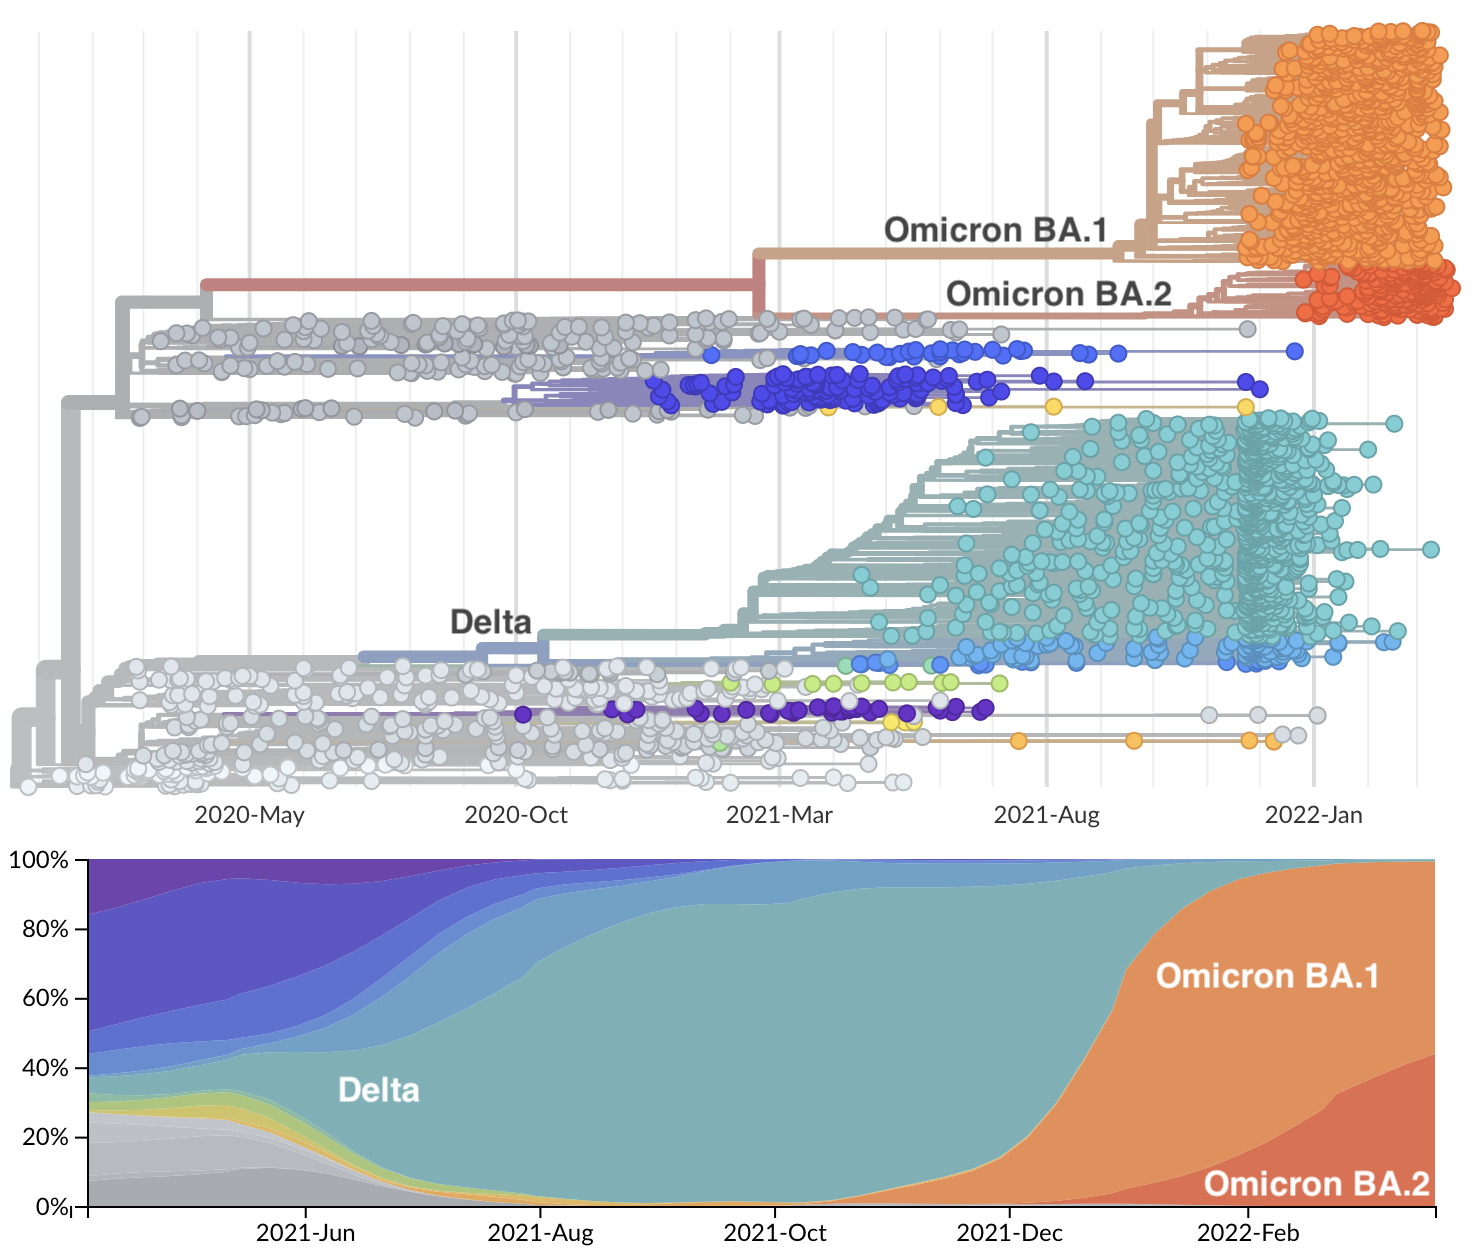 Omicron BA.1
Omicron BA.2
Delta
2020-May 2020-Oct 2021-Mar 2021-Aug 2022-Jan
100%
80%
Omicron BA.1
60%
40%
Delta
20%
Omicron BA.2
0%
2021-Jun 2021-Aug 2021-Oct 2021-Dec 2022-Feb